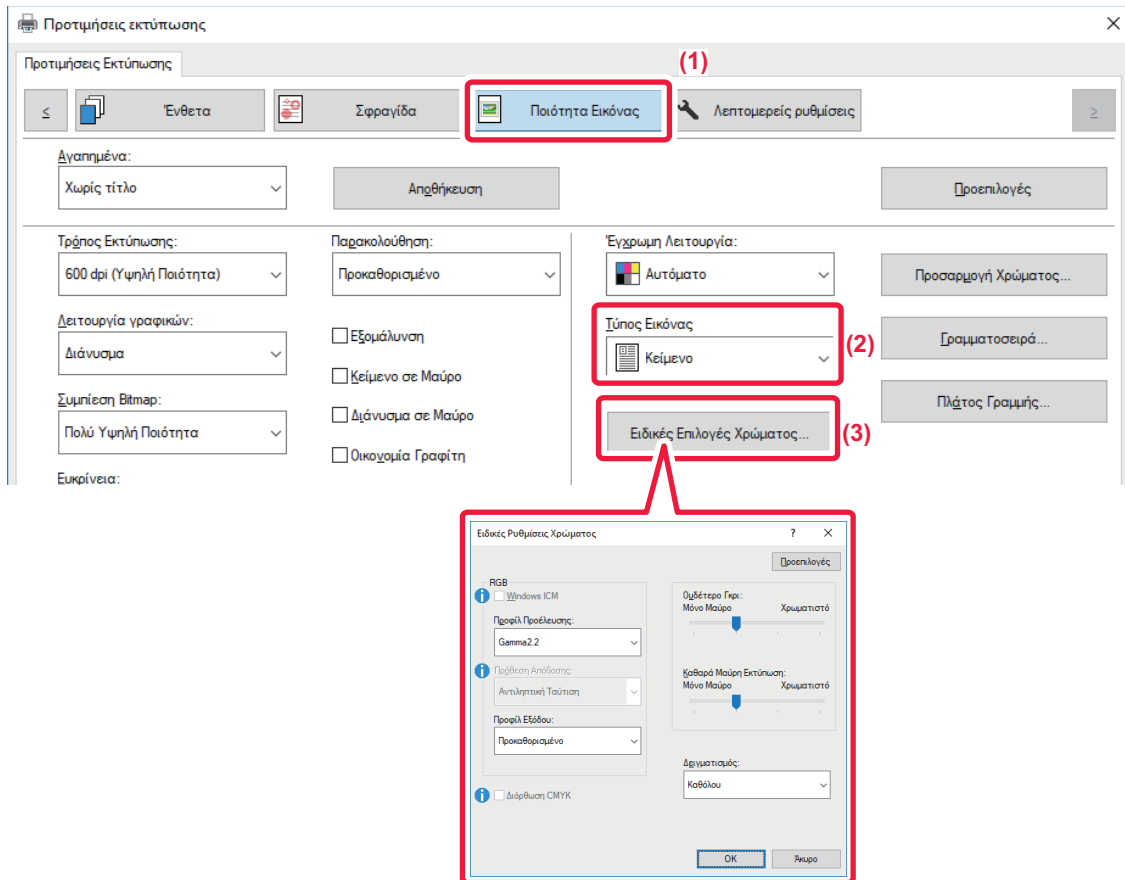 Προτιμήσεις εκτύπωσης
Προτιμήσεις Εκτύπωσης
(1)
<
Ένθετα
Σφραγίδα
Ποιότητα Εικόνας
Λεπτομερείς ρυθμίσεις
>
Αγαπημένα:
Χωρίς τίτλο
Αποθήκευση
Προεπιλογές
Τρόπος Εκτύπωσης:
600 dpi (Υψηλή Ποιότητα)
Παρακολούθηση:
Προκαθορισμένο
Έγχρωμη Λειτουργία:
Αυτόματο
Προσαρμογή Χρώματος...
Λειτουργία γραφικών:
Διάνυσμα
Εξομάλυνση
Τύπος Εικόνας
Κείμενο
(2)
Γραμματοσειρά...
Κείμενο σε Μαύρο
Συμπίεση Bitmap:
Πολύ Υψηλή Ποιότητα
Διάνυσμα σε Μαύρο
Ειδικές Επιλογές Χρώματος...
(3)
Πλάτος Γραμμής...
Οικονομία Γραφίτη
Ευκρίνεια:
Ειδικές Ρυθμίσεις Χρώματος
?
Προεπιλογές
RGB
Windows ICM
Προφίλ Προέλευσης:
Gamma2.2
Πρόθεση Απόδοσης:
Αντιληπτική Ταύτιση
Προφίλ Εξόδου:
Προκαθορισμένο
Διόρθωση CMYK
Ουδέτερο Γκρι:
Μόνο Μαύρο Χρωματιστό
Καθαρά Μαύρη Εκτύπωση:
Μόνο Μαύρο Χρωματιστό
Δειγματισμός:
Καθόλου
OK
Άκυρο